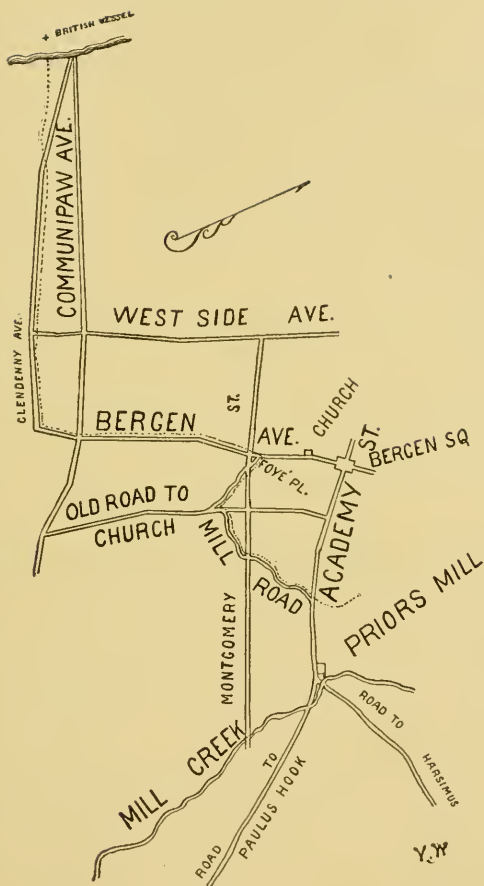 + BRITISH VESSEL
COMMUNIPAW AVE.
CLENDENNY AVE.
WEST SIDE AVE.
BERGEN AVE.
ST.
CHURCH
ST.
BERGEN SQ
FOYE PL.
OLD ROAD TO
CHURCH
MILL
ROAD
ACADEMY
PRIORS MILL
MONTGOMERY
MILL CREEK
ROAD TO
PAULUS HOOK
ROAD TO
HARSIMUS